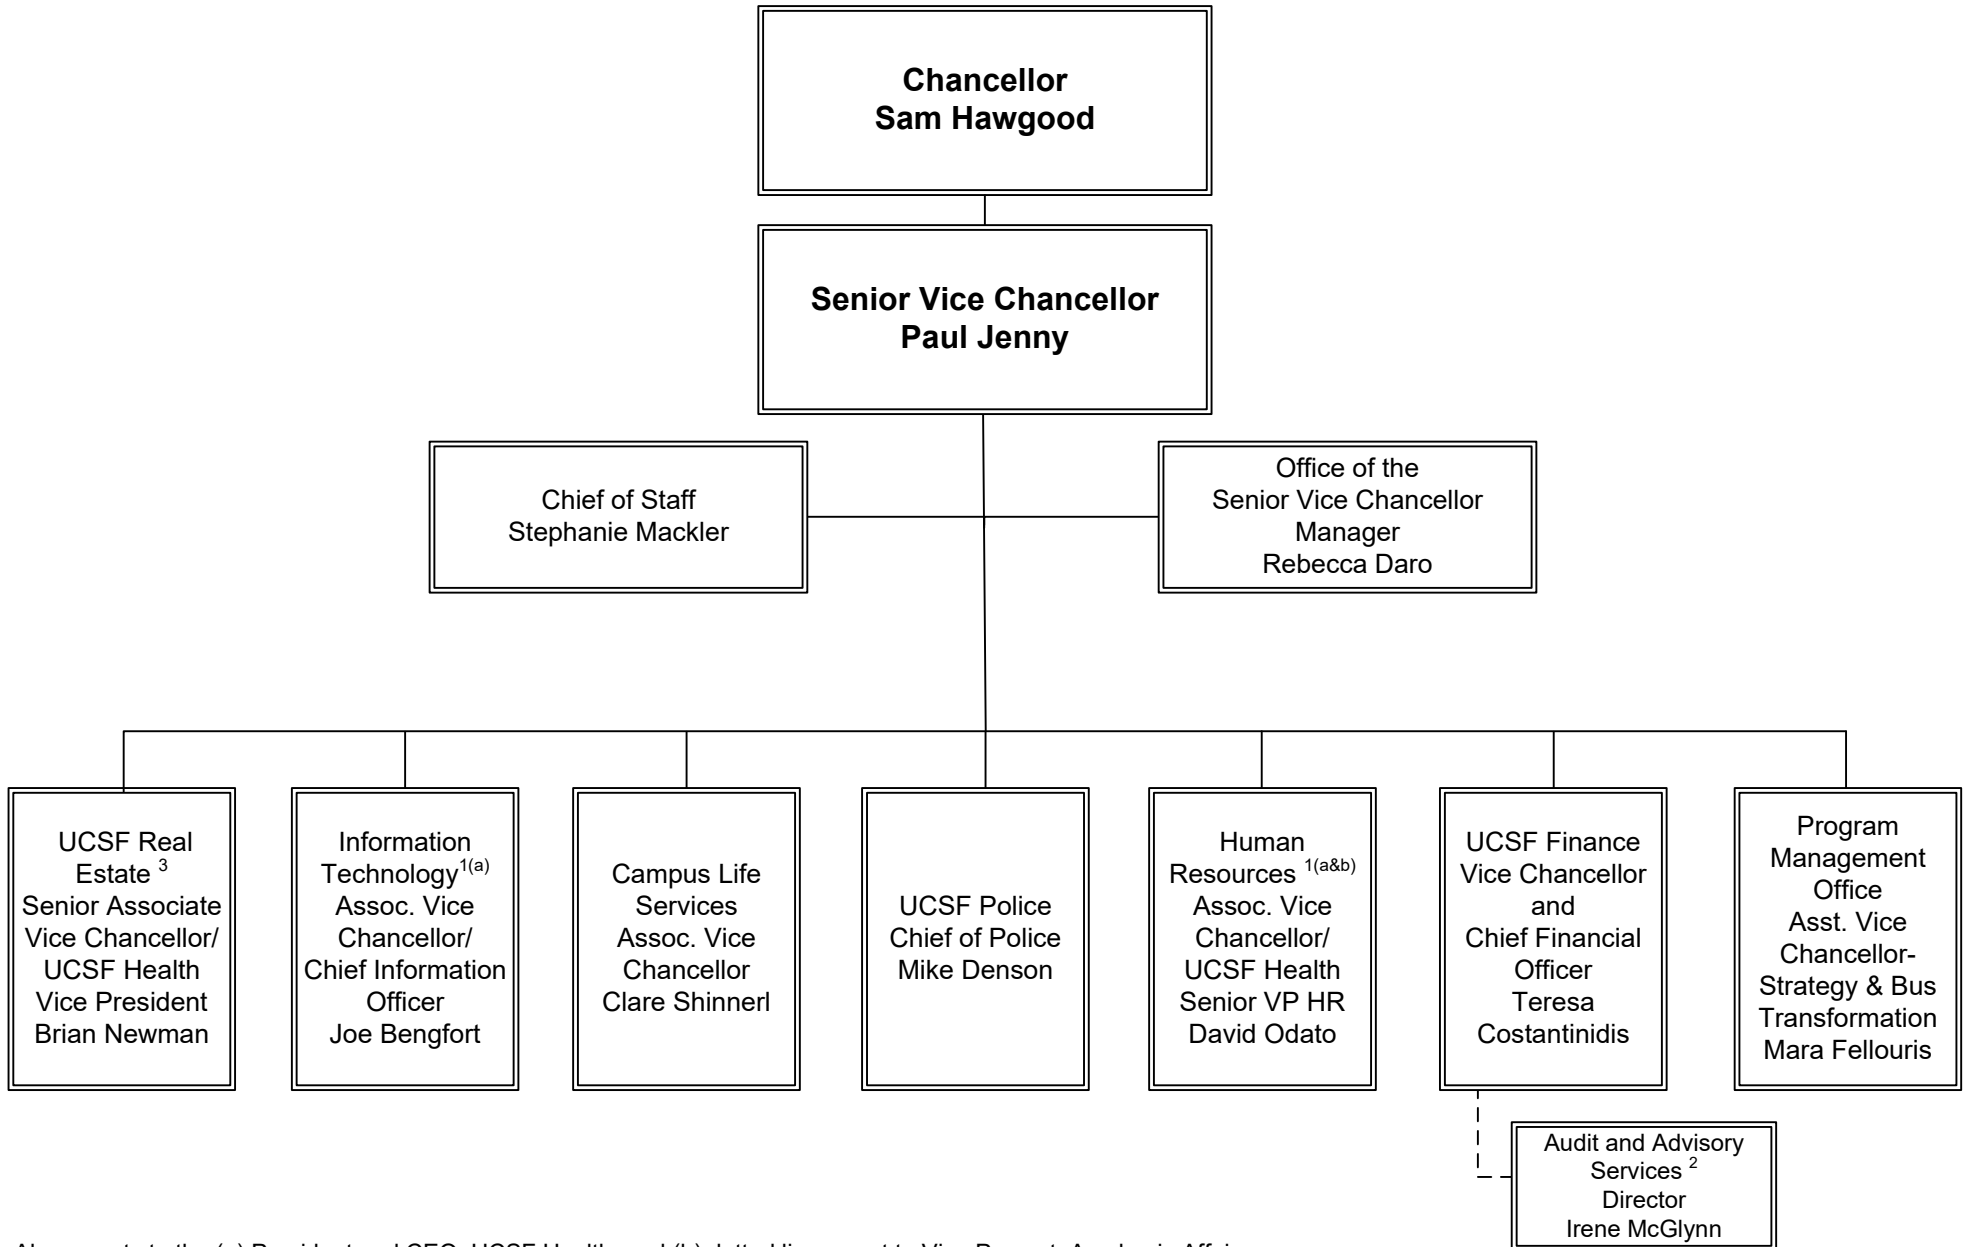 Chancellor
Sam Hawgood
Senior Vice Chancellor
Paul Jenny
Chief of Staff
Stephanie Mackler
Office of the
Senior Vice Chancellor
Manager
Rebecca Daro
UCSF Real
Estate 3
Senior Associate
Vice Chancellor/
UCSF Health
Vice President
Brian Newman
Information
Technology1(a)
Assoc. Vice
Chancellor/
Chief Information
Officer
Joe Bengfort
Campus Life
Services
Assoc. Vice
Chancellor
Clare Shinnerl
UCSF Police
Chief of Police
Mike Denson
Human
Resources 1(a&b)
Assoc. Vice
Chancellor/
UCSF Health
Senior VP HR
David Odato
UCSF Finance
Vice Chancellor
and
Chief Financial
Officer
Teresa
Costantinidis
Program
Management
Office
Asst. Vice
Chancellor-
Strategy & Bus
Transformation
Mara Fellouris
Audit and Advisory
Services 2
Director
Irene McGlynn